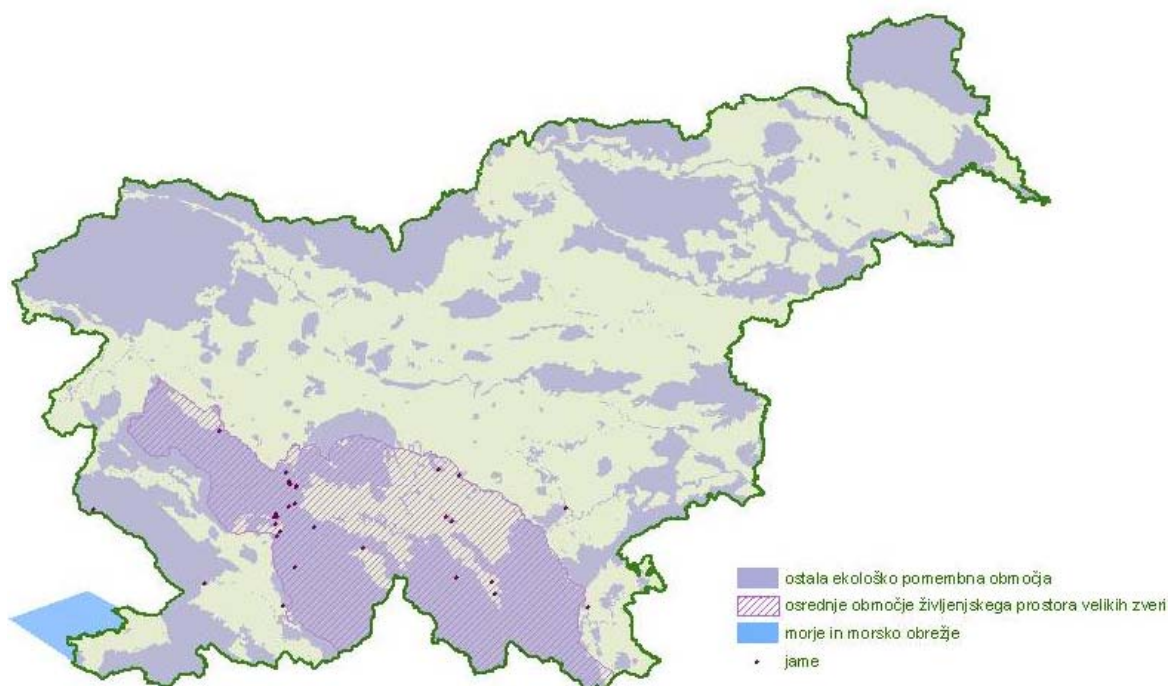 ostala ekološko pomembna območja
osrednje območje življenjskega prostora velikih zveri
morje in morsko obrežje
jame